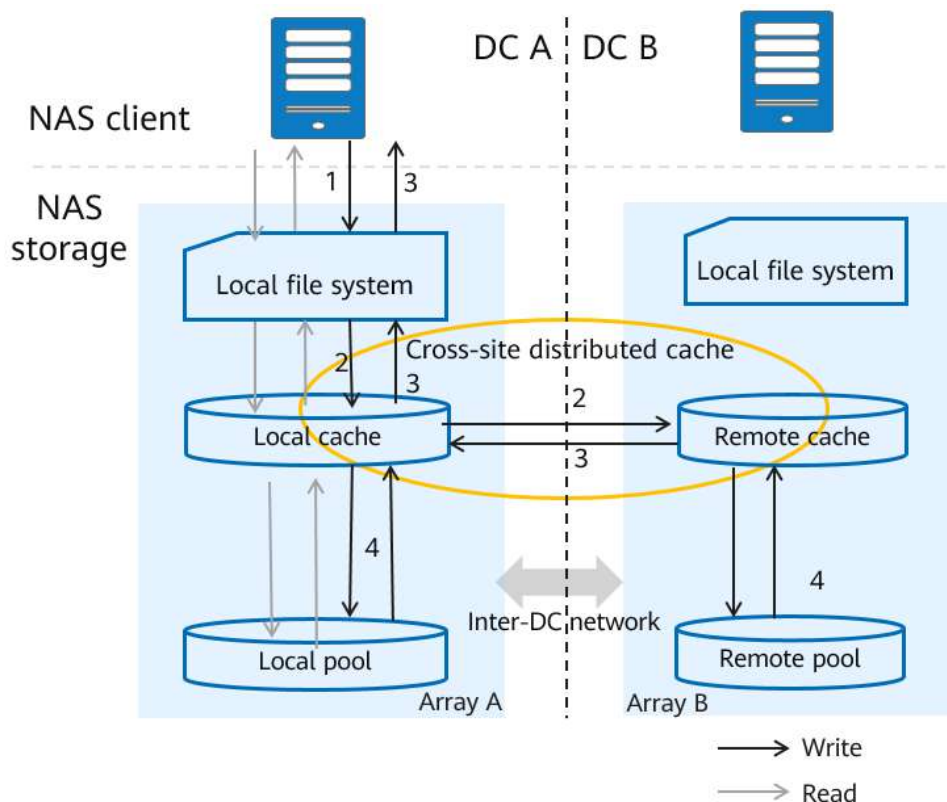 DC A
DC B
NAS client
1
3
NAS
storage
Local file system
Local file system
2
3
Cross-site distributed cache
2
Local cache
Remote cache
3
4
4
Inter-DC network
Local pool
Remote pool
Array A
Array B
Write
Read